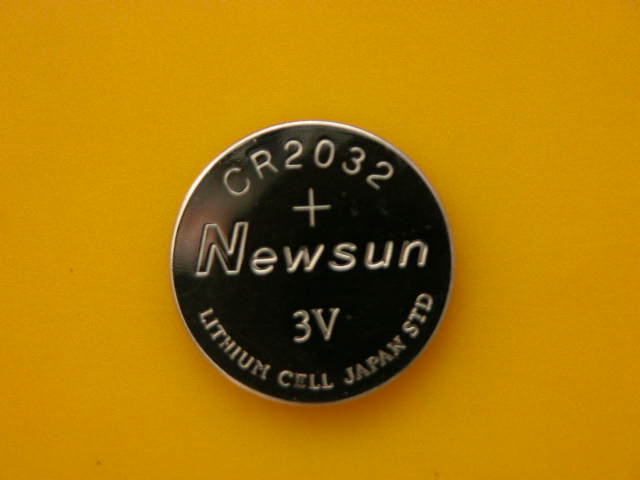 CR2032
+
Newsun
3V
LITHIUM CELL JAPAN STD